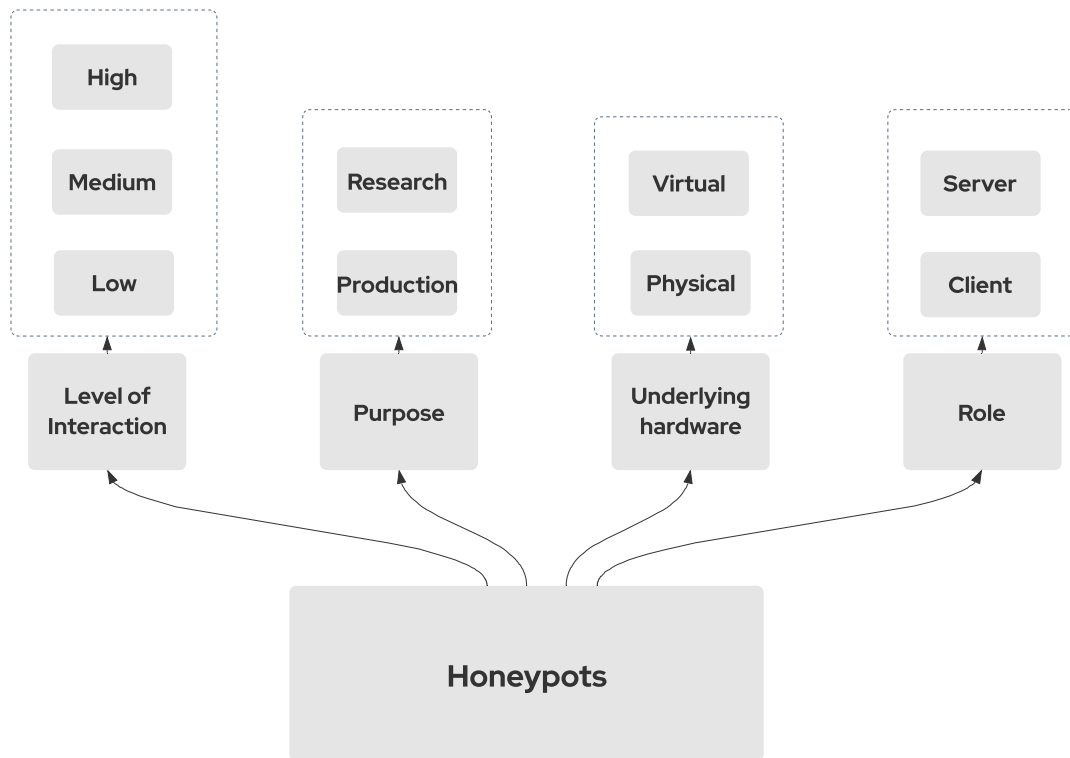 High
Medium
Low
Research
Production
Virtual
Physical
Server
Client
Level of
Interaction
Purpose
Underlying
hardware
Role
Honeypots